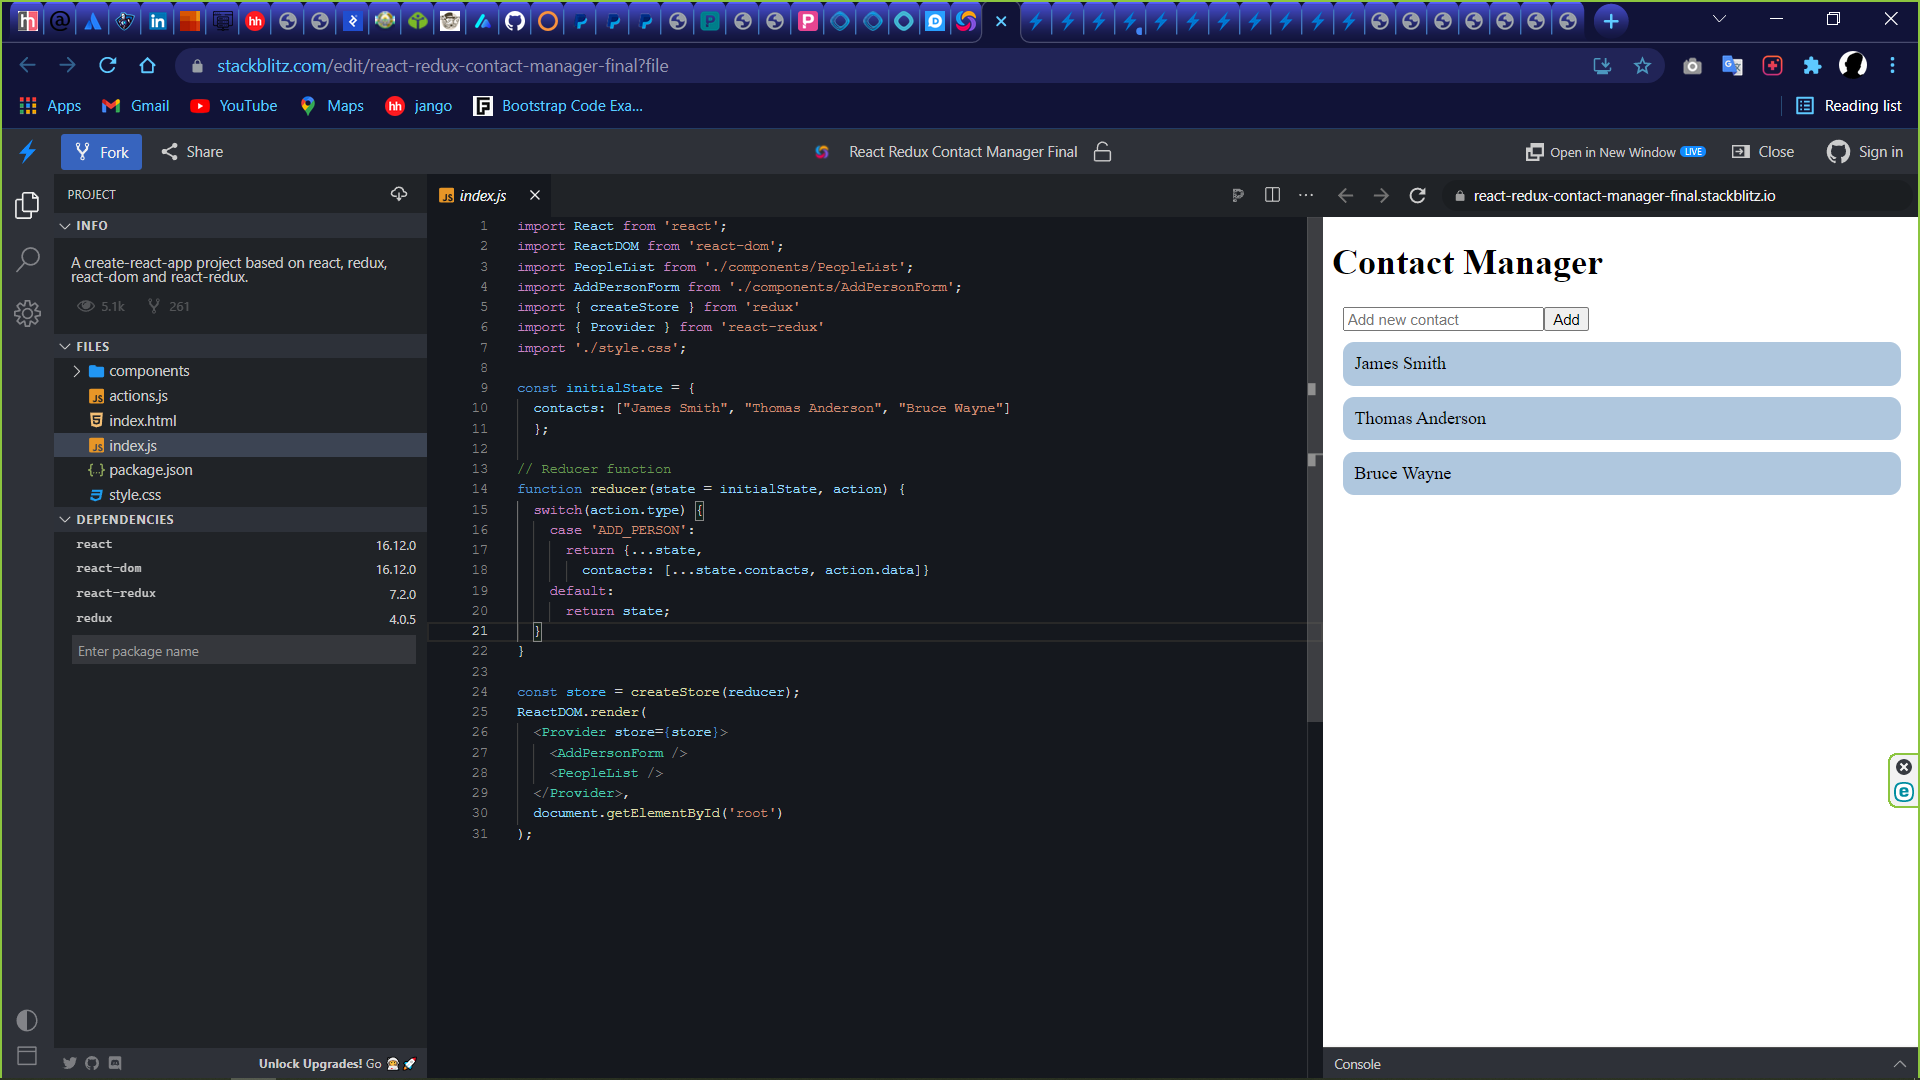 stackblitz.com/edit/react-redux-contact-manager-final?file
Apps
Gmail
YouTube
Maps
hh jango
Bootstrap Code Exa...
Reading list
Fork
Share
React Redux Contact Manager Final
Open in New Window LIVE
Close
Sign in
PROJECT
INFO
A create-react-app project based on react, redux,
react-dom and react-redux.
5.1k
261
FILES
components
actions.js
index.html
index.js
package.json
style.css
DEPENDENCIES
react 16.12.0
react-dom 16.12.0
react-redux 7.2.0
redux 4.0.5
Enter package name
Unlock Upgrades! Go
index.js
1 import React from 'react';
2 import ReactDOM from 'react-dom';
3 import PeopleList from './components/PeopleList';
4 import AddPersonForm from './components/AddPersonForm';
5 import { createStore } from 'redux'
6 import { Provider } from 'react-redux'
7 import './style.css';
8
9 const initialState = {
10 contacts: ["James Smith", "Thomas Anderson", "Bruce Wayne"]
11 };
12
13 // Reducer function
14 function reducer(state = initialState, action) {
15 switch(action.type) {
16 case 'ADD_PERSON':
17 return {...state,
18 contacts: [...state.contacts, action.data]}
19 default:
20 return state;
21 }
22 }
23
24 const store = createStore(reducer);
25 ReactDOM.render(
26 <Provider store={store}>
27 <AddPersonForm />
28 <PeopleList />
29 </Provider>,
30 document.getElementById('root')
31 );
react-redux-contact-manager-final.stackblitz.io
Contact Manager
Add new contact
Add
James Smith
Thomas Anderson
Bruce Wayne
Console